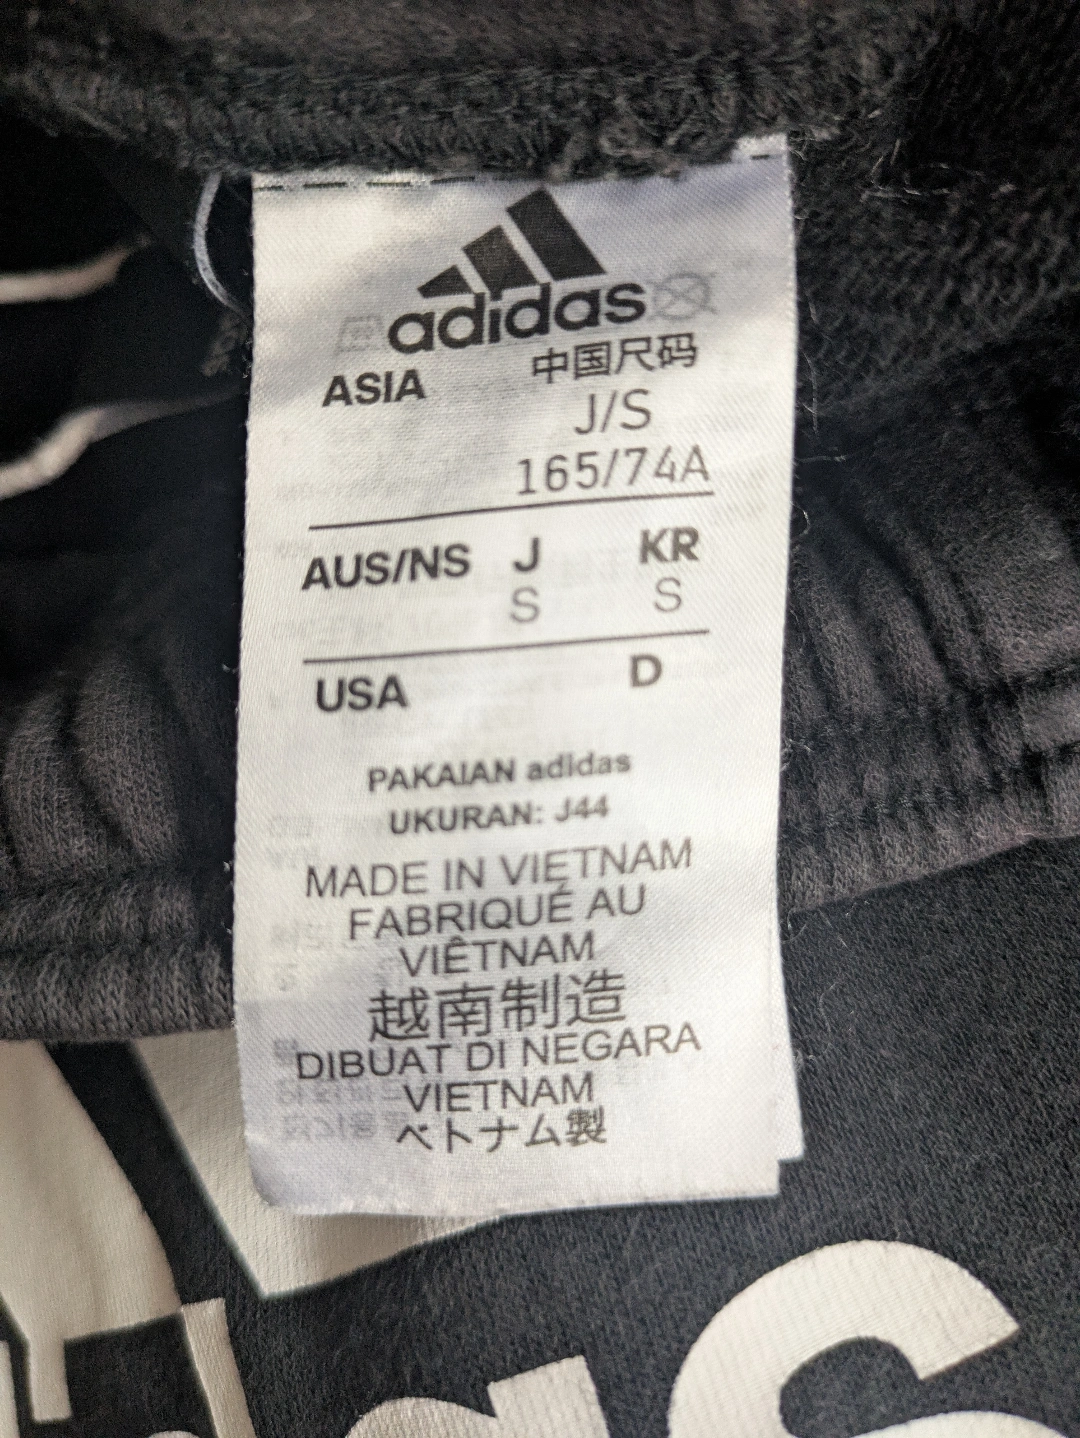 adidas
ASIA 中国尺码
J/S
165/74A
AUS/NS J KR
S S
USA D
PAKAIAN adidas
UKURAN: J44
MADE IN VIETNAM
FABRIQUÉ AU
VIÊTNAM
越南制造
DIBUAT DI NEGARA
VIETNAM
ベトナム製